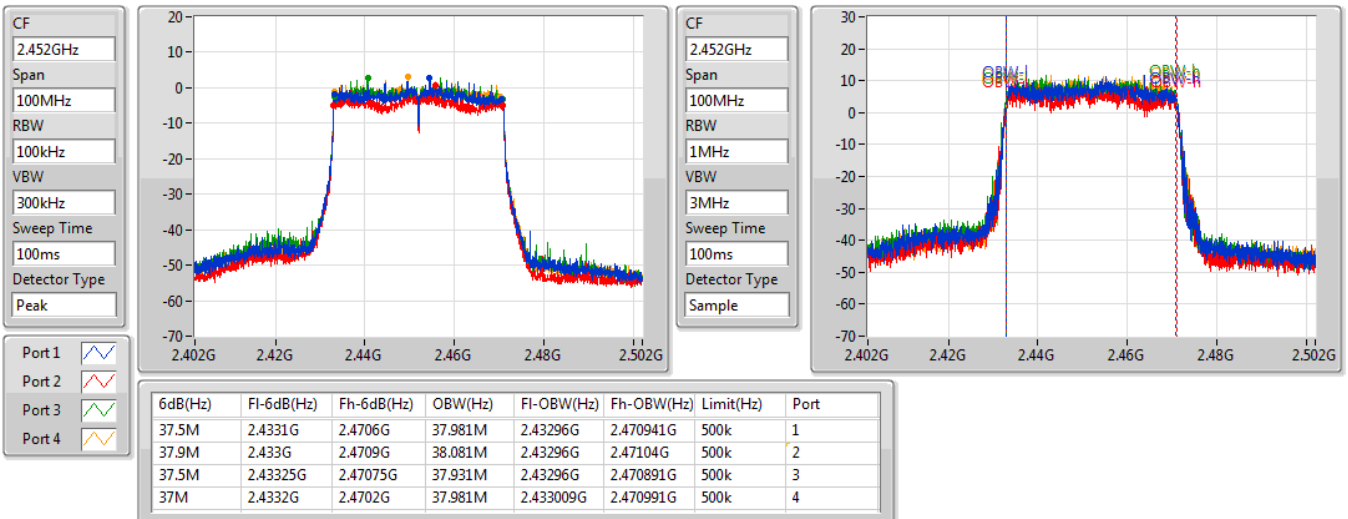 CF
2.452GHz
Span
100MHz
RBW
100kHz
VBW
300kHz
Sweep Time
100ms
Detector Type
Peak
20
10
0
-10
-20
-30
-40
-50
-60
-70
2.402G 2.42G 2.44G 2.46G 2.48G 2.502G
CF
2.452GHz
Span
100MHz
RBW
1MHz
VBW
3MHz
Sweep Time
100ms
Detector Type
Sample
30
20
10
0
-10
-20
-30
-40
-50
-60
-70
OBW-l OBW-h
2.402G 2.42G 2.44G 2.46G 2.48G 2.502G
Port 1
Port 2
Port 3
Port 4
6dB(Hz) Fl-6dB(Hz) Fh-6dB(Hz) OBW(Hz) Fl-OBW(Hz) Fh-OBW(Hz) Limit(Hz) Port
37.5M 2.4331G 2.4706G 37.981M 2.43296G 2.470941G 500k 1
37.9M 2.433G 2.4709G 38.081M 2.43296G 2.47104G 500k 2
37.5M 2.43325G 2.47075G 37.931M 2.43296G 2.470891G 500k 3
37M 2.4332G 2.4702G 37.981M 2.433009G 2.470991G 500k 4